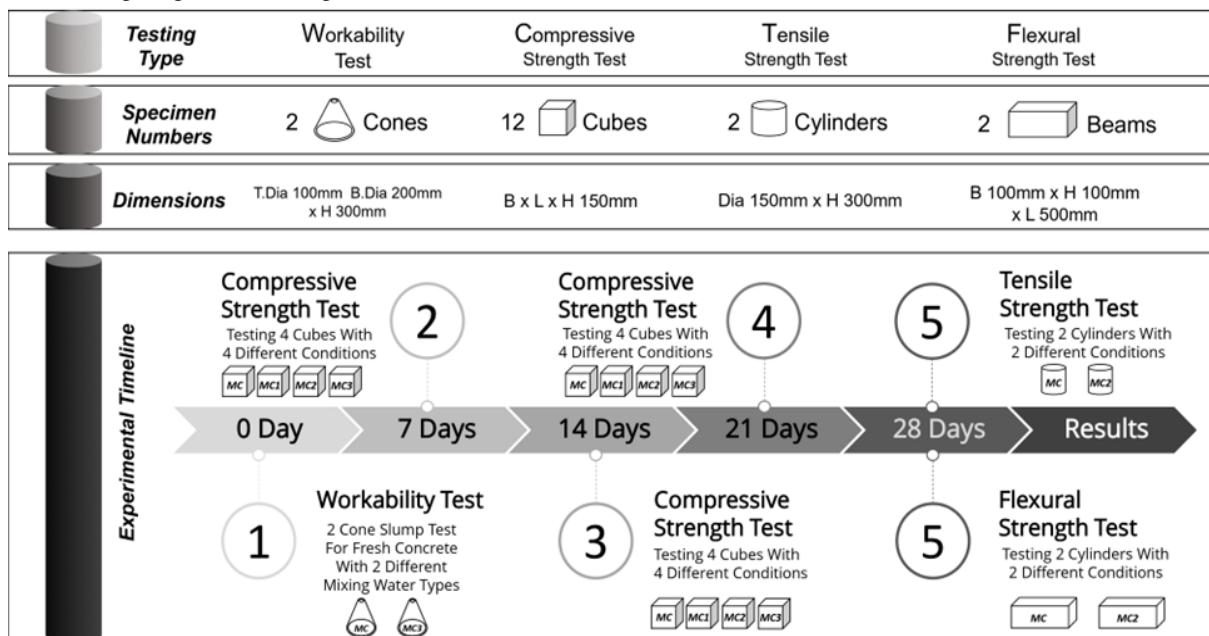 Testing
Type
Workability
Test
Compressive
Strength Test
Tensile
Strength Test
Flexural
Strength Test
Specimen
Numbers
2 Cones
12 Cubes
2 Cylinders
2 Beams
Dimensions
T.Dia 100mm B.Dia 200mm
x H 300mm
B x L x H 150mm
Dia 150mm x H 300mm
B 100mm x H 100mm
x L 500mm
Experimental Timeline
Compressive
Strength Test
Testing 4 Cubes With
4 Different Conditions
MC MC1 MC2 MC3
2
Compressive
Strength Test
Testing 4 Cubes With
4 Different Conditions
MC MC1 MC2 MC3
4
5
Tensile
Strength Test
Testing 2 Cylinders With
2 Different Conditions
MC MC2
0 Day 7 Days 14 Days 21 Days 28 Days Results
1
Workability Test
2 Cone Slump Test
For Fresh Concrete
With 2 Different
Mixing Water Types
MC MC3
3
Compressive
Strength Test
Testing 4 Cubes With
4 Different Conditions
MC MC1 MC2 MC3
5
Flexural
Strength Test
Testing 2 Cylinders With
2 Different Conditions
MC MC2